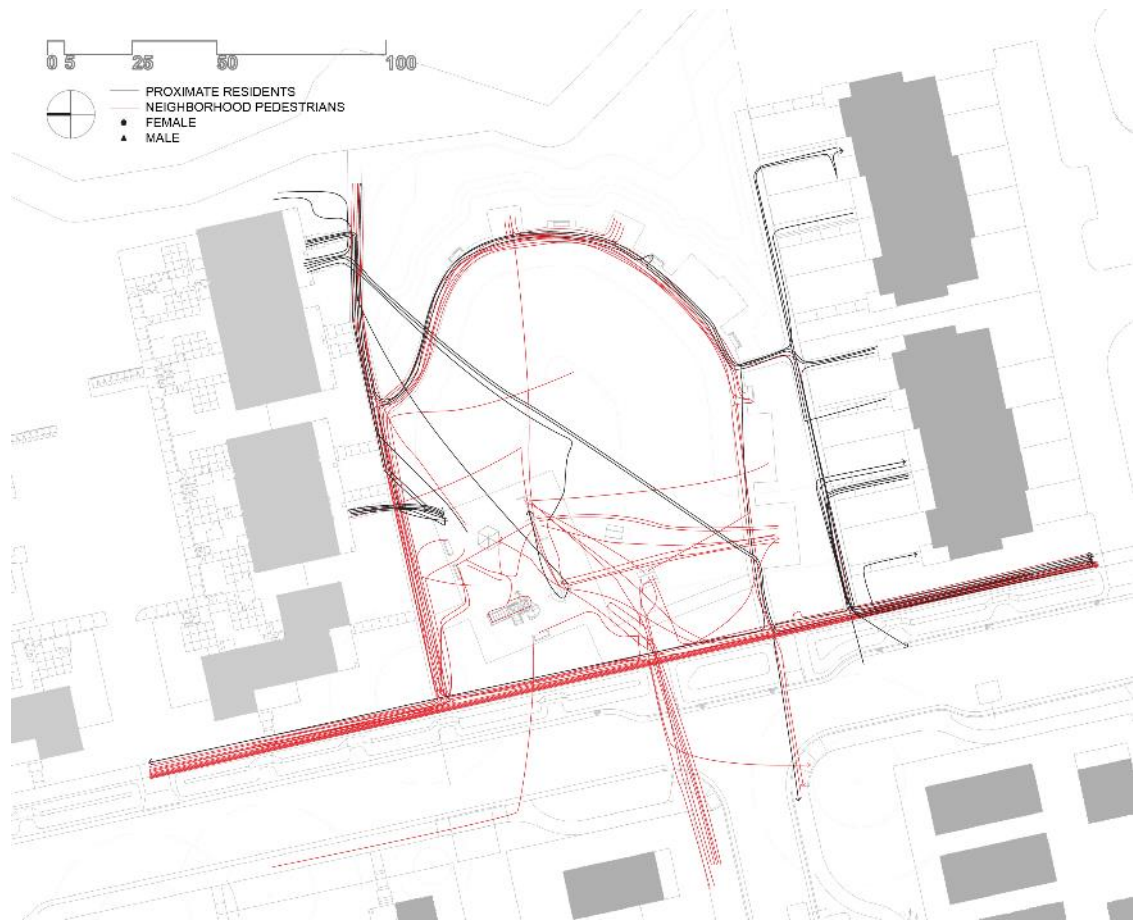 0 5 25 50 100
PROXIMATE RESIDENTS
NEIGHBORHOOD PEDESTRIANS
FEMALE
MALE